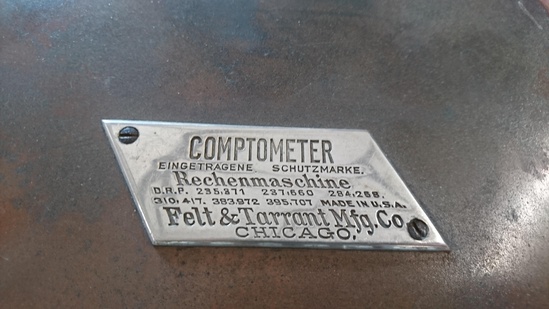 COMPTOMETER
EINGETRAGENE SCHUTZMARKE.
Rechenmaschine
D.R.P. 235.871 237.660 284.288.
310.417. 383.972 395.707 MADE IN U.S.A.
Felt & Tarrant Mfg. Co.
CHICAGO,